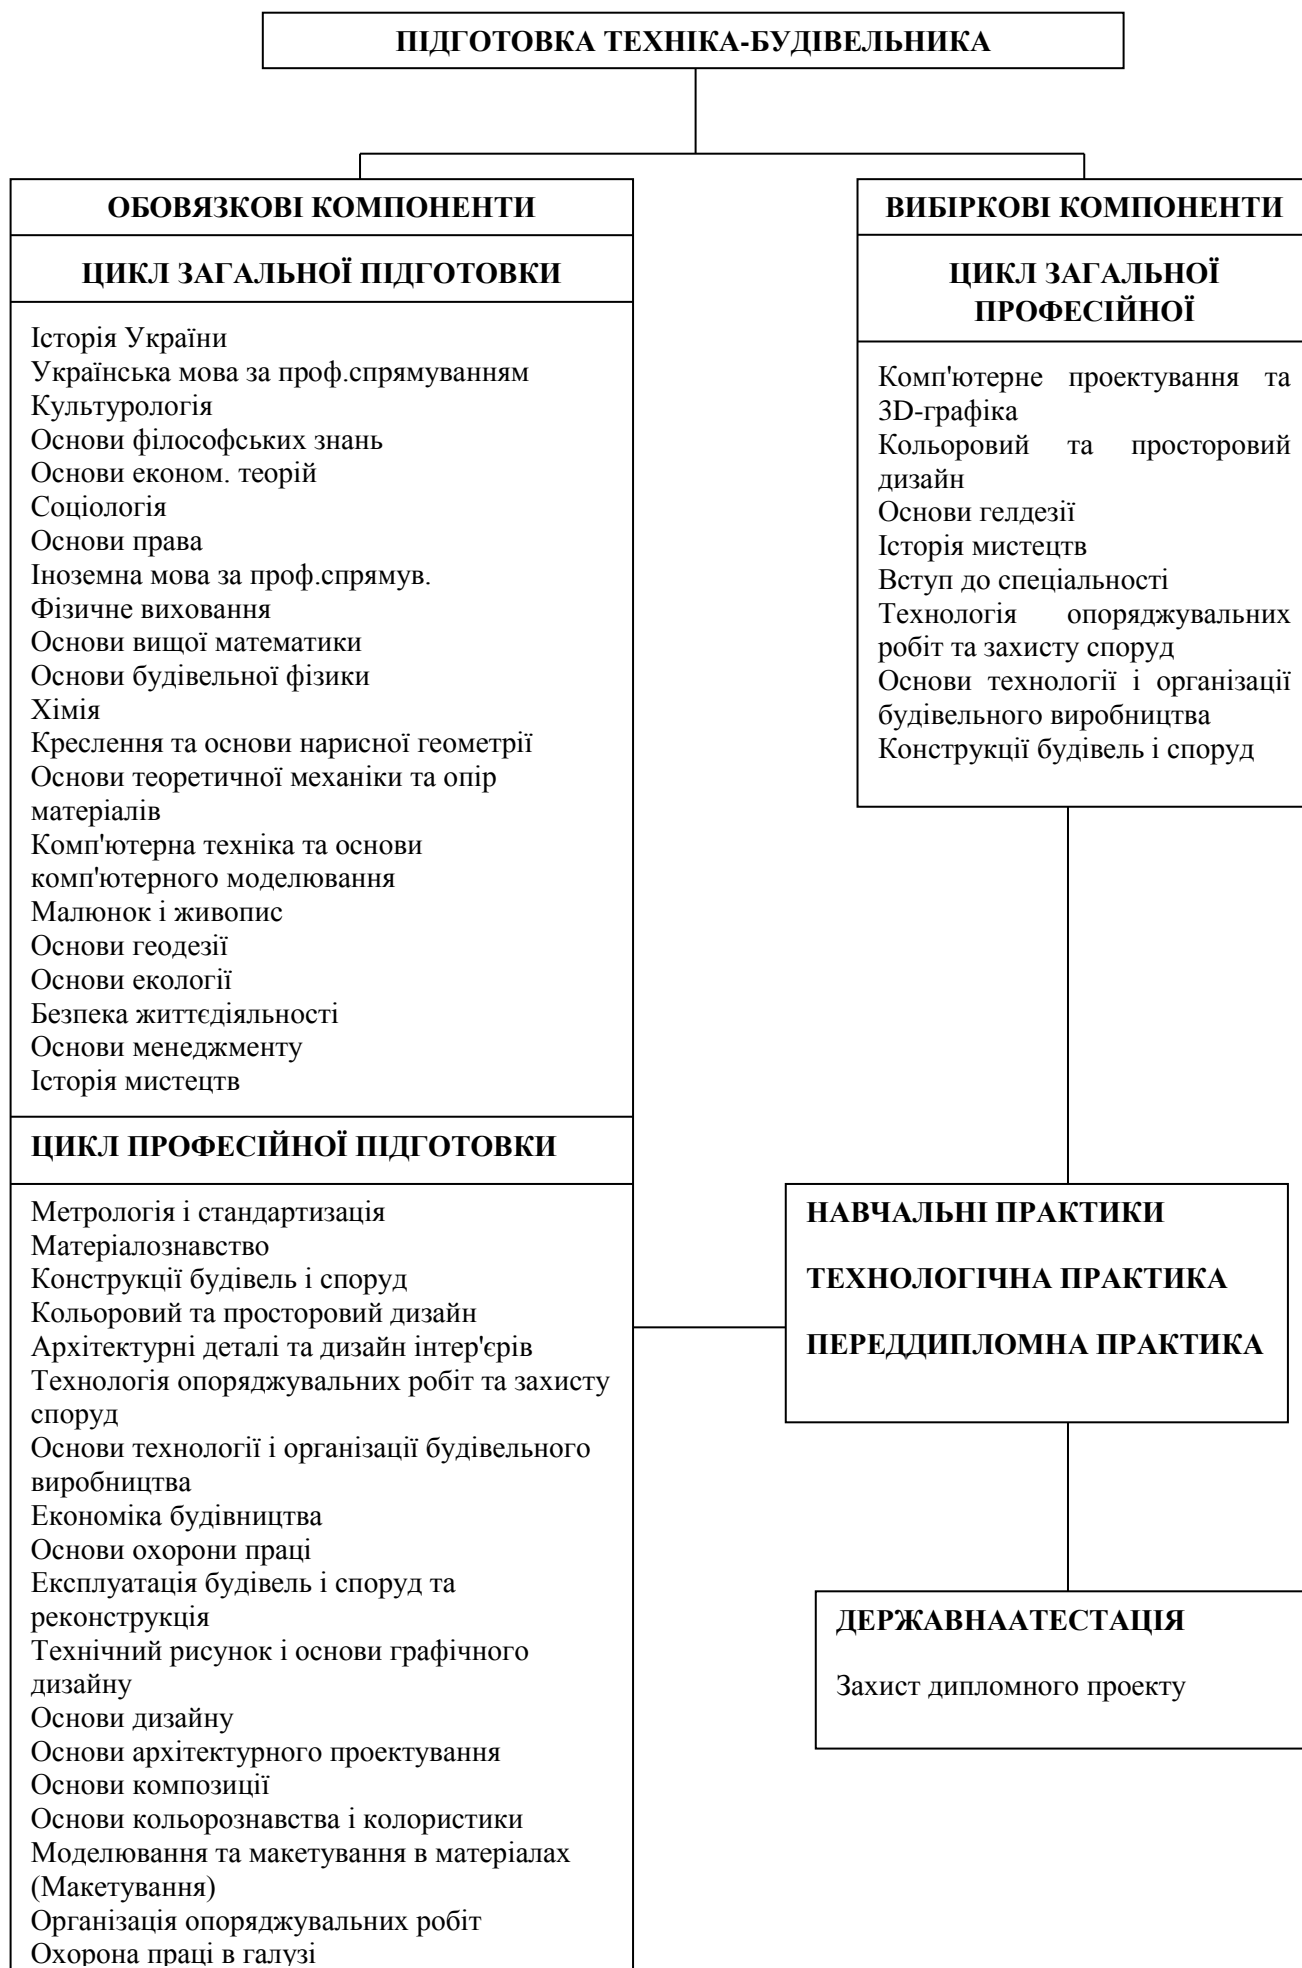 ПІДГОТОВКА ТЕХНІКА-БУДІВЕЛЬНИКА
ОБОВЯЗКОВІ КОМПОНЕНТИ
ЦИКЛ ЗАГАЛЬНОЇ ПІДГОТОВКИ
Історія України
Українська мова за проф.спрямуванням
Культурологія
Основи філософських знань
Основи економ. теорій
Соціологія
Основи права
Іноземна мова за проф.спрямув.
Фізичне виховання
Основи вищої математики
Основи будівельної фізики
Хімія
Креслення та основи нарисної геометрії
Основи теоретичної механіки та опір
матеріалів
Комп'ютерна техніка та основи
комп'ютерного моделювання
Малюнок і живопис
Основи геодезії
Основи екології
Безпека життєдіяльності
Основи менеджменту
Історія мистецтв
ЦИКЛ ПРОФЕСІЙНОЇ ПІДГОТОВКИ
Метрологія і стандартизація
Матеріалознавство
Конструкції будівель і споруд
Кольоровий та просторовий дизайн
Архітектурні деталі та дизайн інтер'єрів
Технологія опоряджувальних робіт та захисту
споруд
Основи технології і організації будівельного
виробництва
Економіка будівництва
Основи охорони праці
Експлуатація будівель і споруд та
реконструкція
Технічний рисунок і основи графічного
дизайну
Основи дизайну
Основи архітектурного проектування
Основи композиції
Основи кольорознавства і колористики
Моделювання та макетування в матеріалах
(Макетування)
Організація опоряджувальних робіт
Охорона праці в галузі
ВИБІРКОВІ КОМПОНЕНТИ
ЦИКЛ ЗАГАЛЬНОЇ
ПРОФЕСІЙНОЇ
Комп'ютерне проектування та
3D-графіка
Кольоровий та просторовий
дизайн
Основи гелдезії
Історія мистецтв
Вступ до спеціальності
Технологія опоряджувальних
робіт та захисту споруд
Основи технології і організації
будівельного виробництва
Конструкції будівель і споруд
НАВЧАЛЬНІ ПРАКТИКИ
ТЕХНОЛОГІЧНА ПРАКТИКА
ПЕРЕДДИПЛОМНА ПРАКТИКА
ДЕРЖАВНААТЕСТАЦІЯ
Захист дипломного проекту